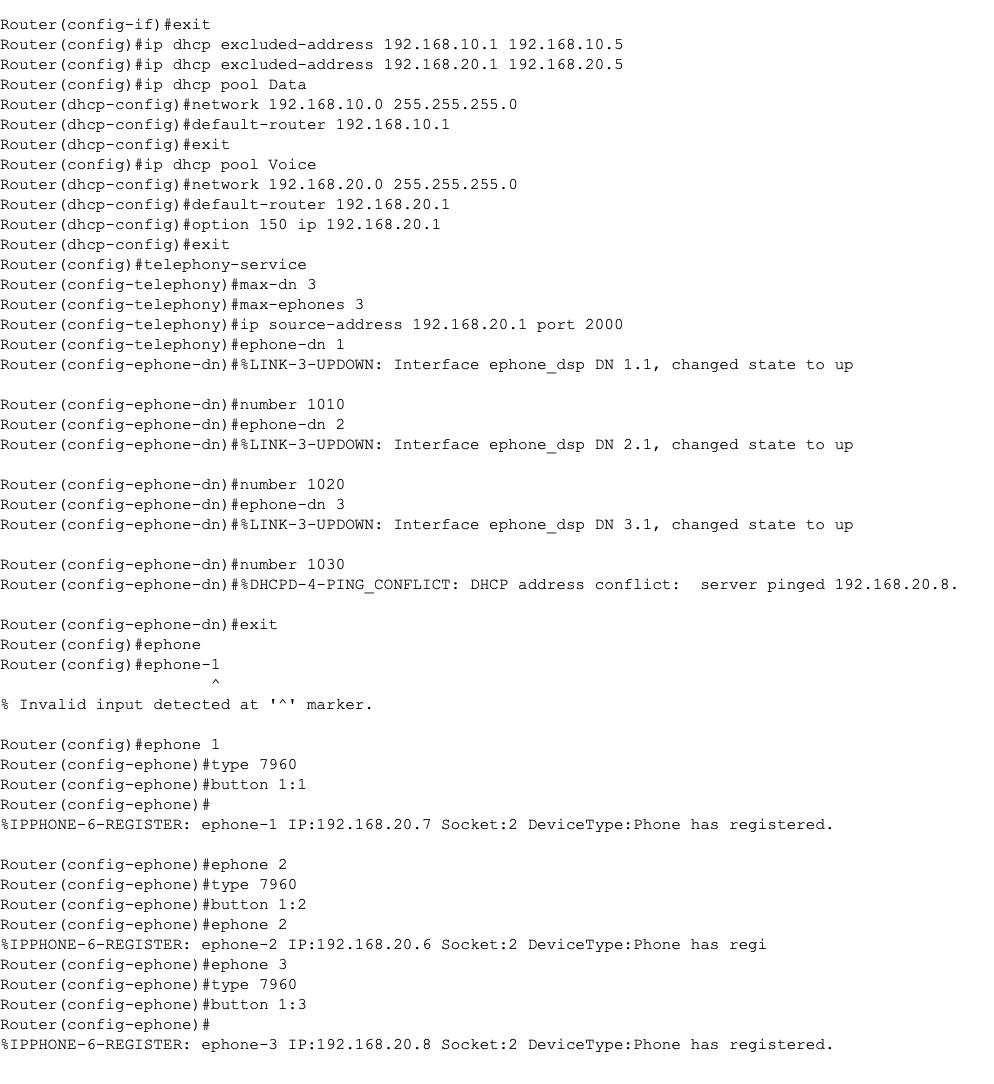 Router(config-if)#exit
Router(config)#ip dhcp excluded-address 192.168.10.1 192.168.10.5
Router(config)#ip dhcp excluded-address 192.168.20.1 192.168.20.5
Router(config)#ip dhcp pool Data
Router(dhcp-config)#network 192.168.10.0 255.255.255.0
Router(dhcp-config)#default-router 192.168.10.1
Router(dhcp-config)#exit
Router(config)#ip dhcp pool Voice
Router(dhcp-config)#network 192.168.20.0 255.255.255.0
Router(dhcp-config)#default-router 192.168.20.1
Router(dhcp-config)#option 150 ip 192.168.20.1
Router(dhcp-config)#exit
Router(config)#telephony-service
Router(config-telephony)#max-dn 3
Router(config-telephony)#max-ephones 3
Router(config-telephony)#ip source-address 192.168.20.1 port 2000
Router(config-telephony)#ephone-dn 1
Router(config-ephone-dn)#%LINK-3-UPDOWN: Interface ephone_dsp DN 1.1, changed state to up
Router(config-ephone-dn)#number 1010
Router(config-ephone-dn)#ephone-dn 2
Router(config-ephone-dn)#%LINK-3-UPDOWN: Interface ephone_dsp DN 2.1, changed state to up
Router(config-ephone-dn)#number 1020
Router(config-ephone-dn)#ephone-dn 3
Router(config-ephone-dn)#%LINK-3-UPDOWN: Interface ephone_dsp DN 3.1, changed state to up
Router(config-ephone-dn)#number 1030
Router(config-ephone-dn)#%DHCPD-4-PING_CONFLICT: DHCP address conflict:  server pinged 192.168.20.8.
Router(config-ephone-dn)#exit
Router(config)#ephone
Router(config)#ephone-1
^
% Invalid input detected at '^' marker.
Router(config)#ephone 1
Router(config-ephone)#type 7960
Router(config-ephone)#button 1:1
Router(config-ephone)#
%IPPHONE-6-REGISTER: ephone-1 IP:192.168.20.7 Socket:2 DeviceType:Phone has registered.
Router(config-ephone)#ephone 2
Router(config-ephone)#type 7960
Router(config-ephone)#button 1:2
Router(config-ephone)#ephone 2
%IPPHONE-6-REGISTER: ephone-2 IP:192.168.20.6 Socket:2 DeviceType:Phone has regi
Router(config-ephone)#ephone 3
Router(config-ephone)#type 7960
Router(config-ephone)#button 1:3
Router(config-ephone)#
%IPPHONE-6-REGISTER: ephone-3 IP:192.168.20.8 Socket:2 DeviceType:Phone has registered.